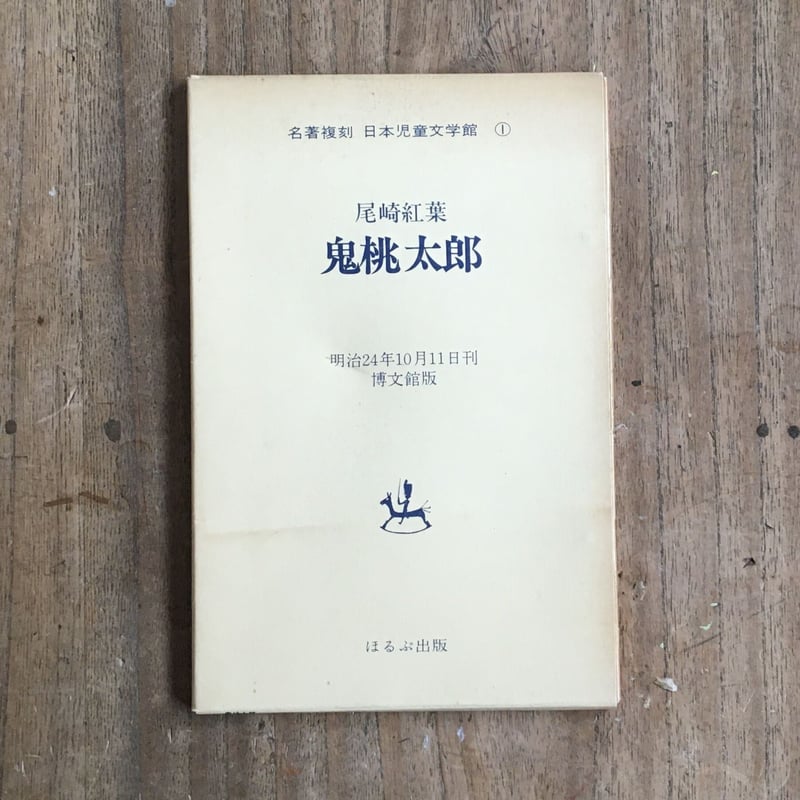 名著複刻 日本児童文学館 ①
尾崎紅葉
鬼桃太郎
明治24年10月11日刊
博文館版
ほるぷ出版